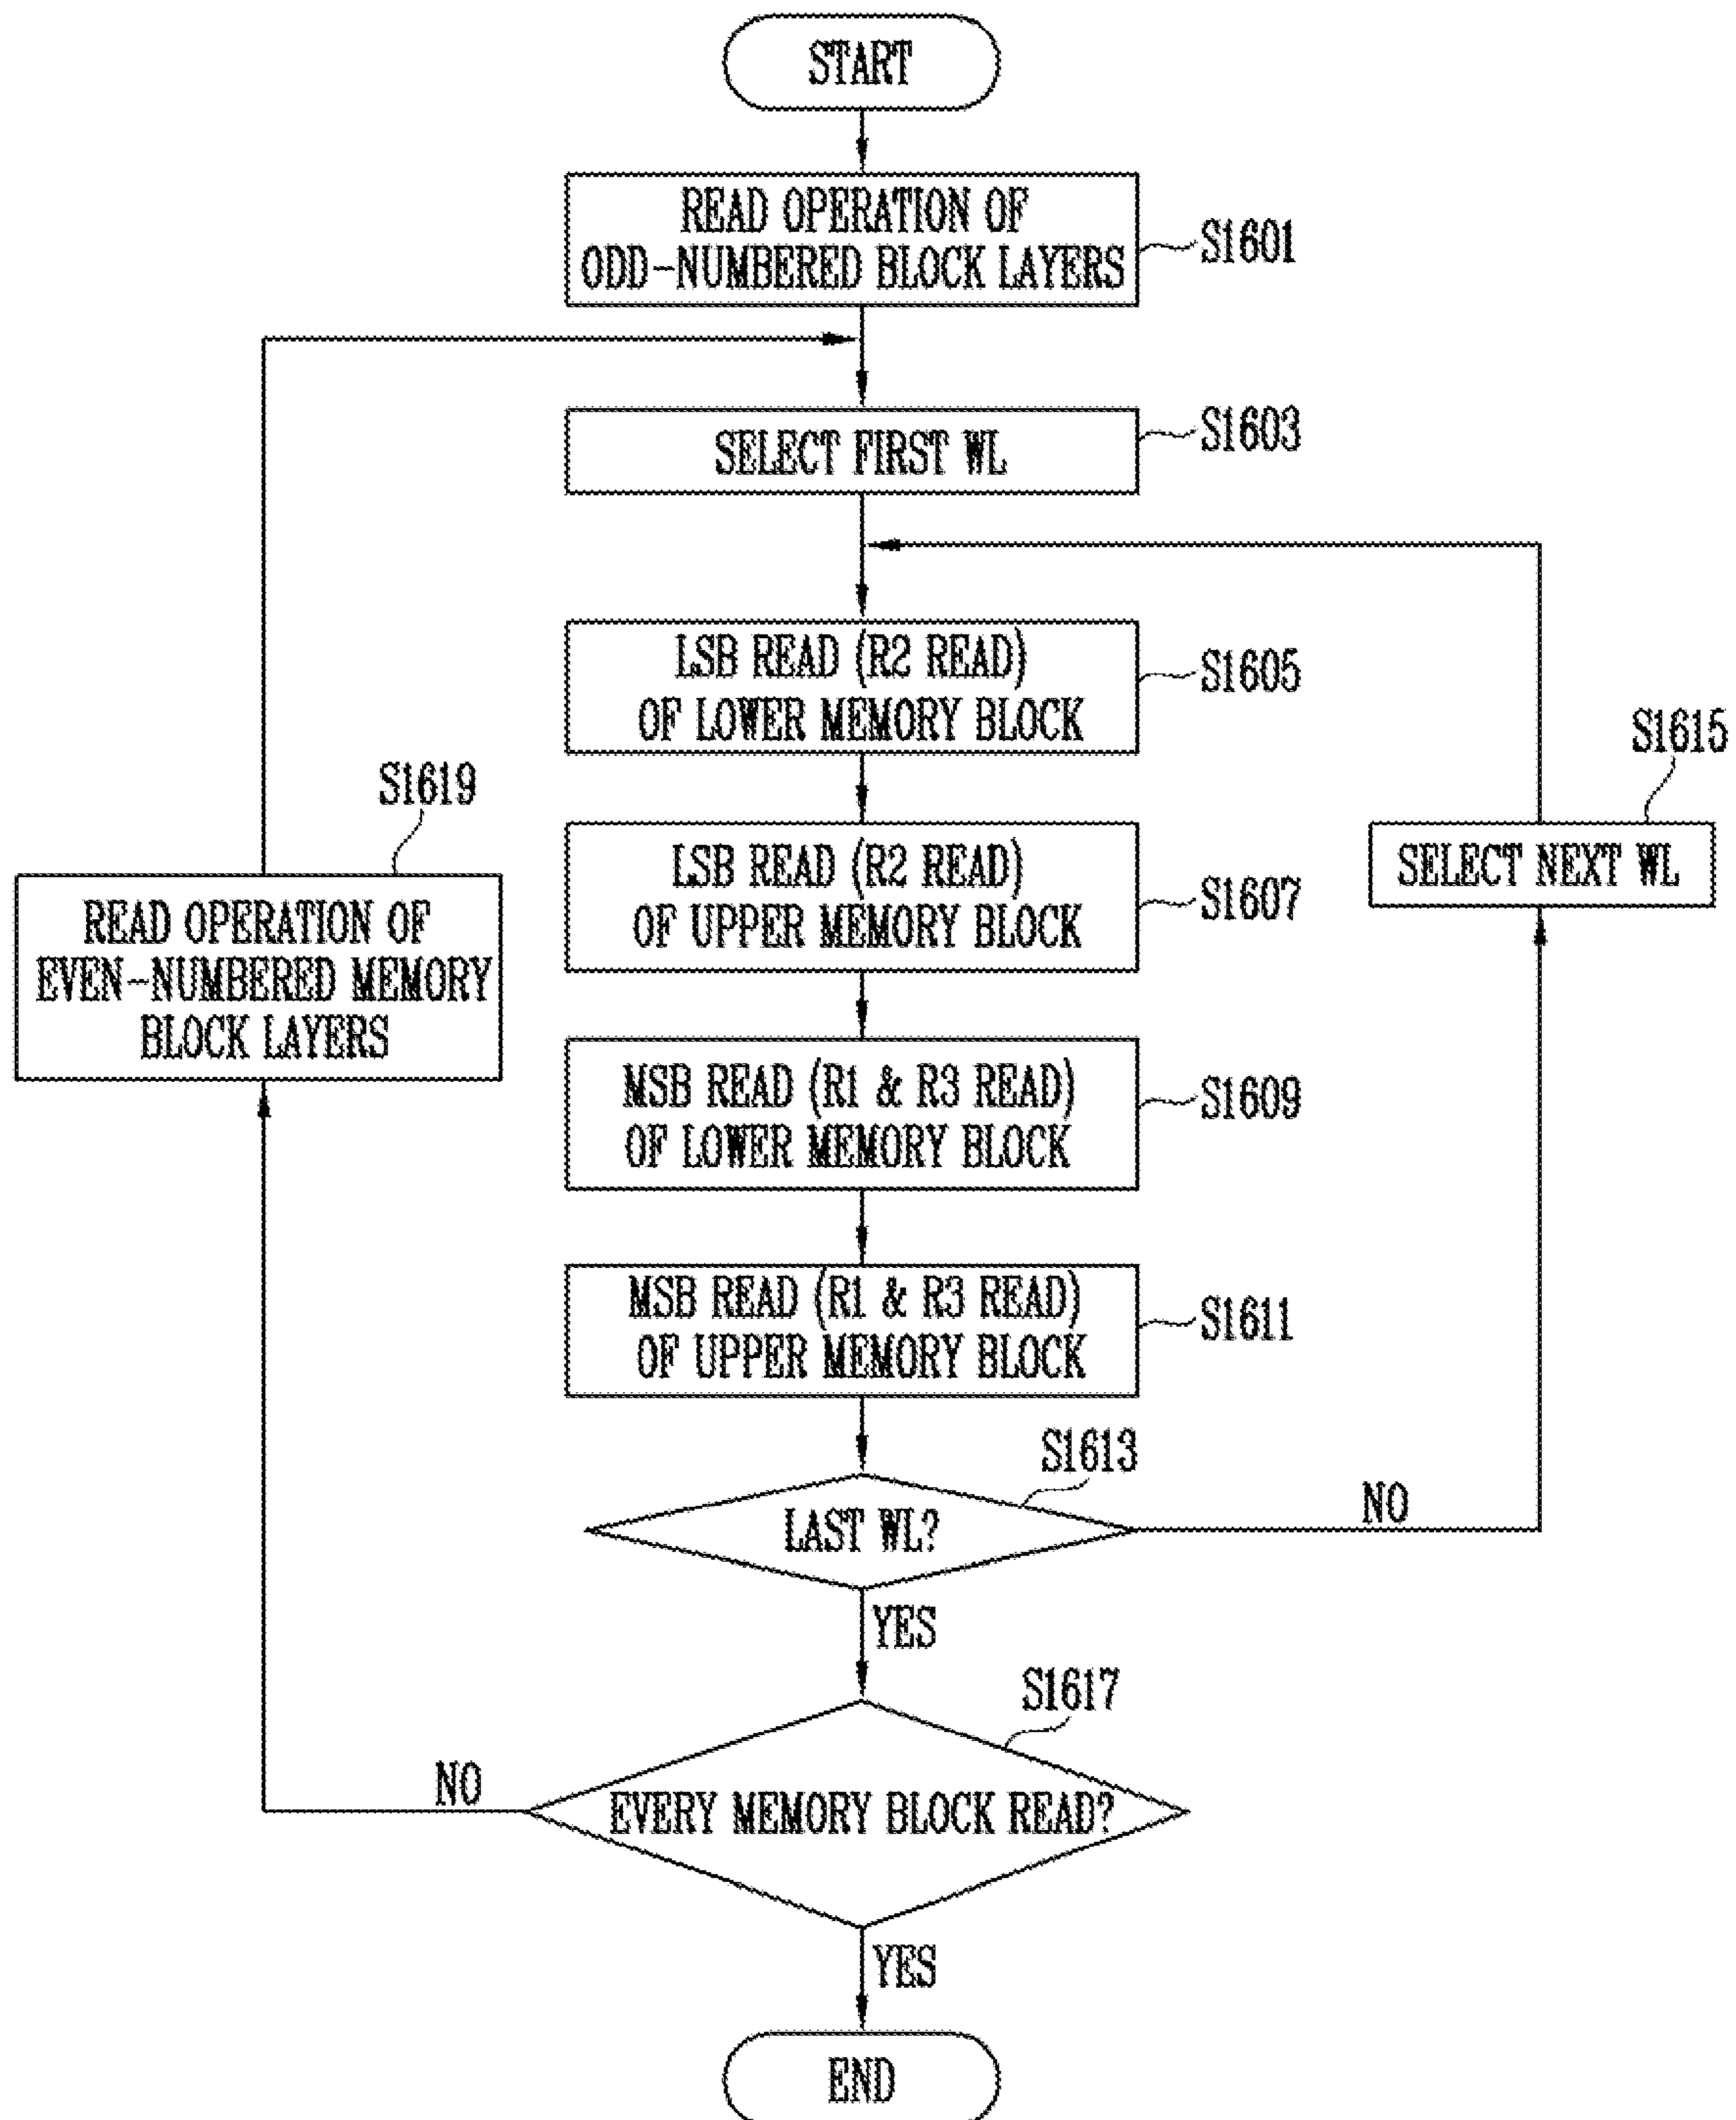 START
READ OPERATION OF
ODD-NUMBERED BLOCK LAYERS
S1601
SELECT FIRST WL
S1603
LSB READ (R2 READ)
OF LOWER MEMORY BLOCK
S1605
S1615
SELECT NEXT WL
S1619
READ OPERATION OF
EVEN-NUMBERED MEMORY
BLOCK LAYERS
LSB READ (R2 READ)
OF UPPER MEMORY BLOCK
S1607
MSB READ (R1 & R3 READ)
OF LOWER MEMORY BLOCK
S1609
MSB READ (R1 & R3 READ)
OF UPPER MEMORY BLOCK
S1611
S1613
LAST WL?
NO
YES
S1617
NO
EVERY MEMORY BLOCK READ?
YES
END